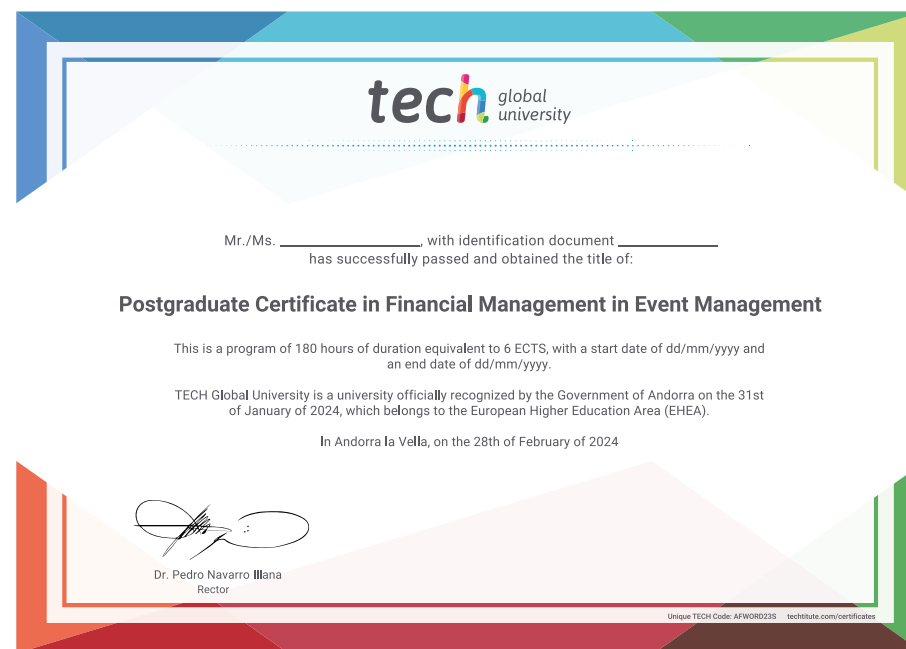 tech global
university
Mr./Ms. ____________________, with identification document ______________
has successfully passed and obtained the title of:
Postgraduate Certificate in Financial Management in Event Management
This is a program of 180 hours of duration equivalent to 6 ECTS, with a start date of dd/mm/yyyy and
an end date of dd/mm/yyyy.
TECH Global University is a university officially recognized by the Government of Andorra on the 31st
of January of 2024, which belongs to the European Higher Education Area (EHEA).
In Andorra la Vella, on the 28th of February of 2024
Dr. Pedro Navarro Illana
Rector
Unique TECH Code: AFWORD23S techtitute.com/certificates